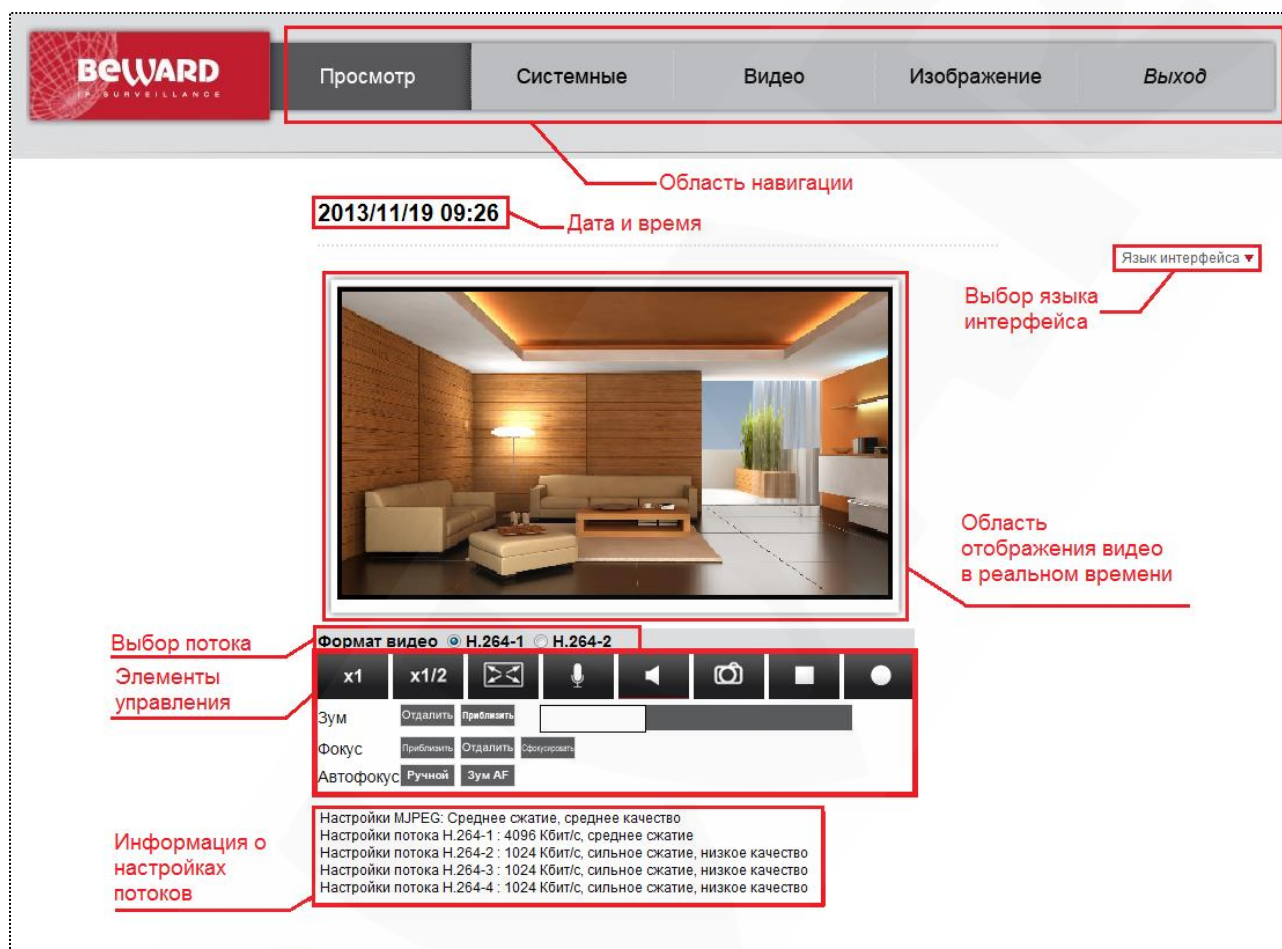 BEWARD
IP SURVEILLANCE
Просмотр
Системные
Видео
Изображение
Выход
Область навигации
2013/11/19 09:26
Дата и время
Язык интерфейса
Выбор языка
интерфейса
Область
отображения видео
в реальном времени
Выбор потока
Формат видео H.264-1 H.264-2
Элементы
управления
x1 x1/2
Зум Отдалить Приблизить
Фокус Приблизить Отдалить Сфокусировать
Автофокус Ручной Зум AF
Информация о
настройках
потоков
Настройки MJPEG: Среднее сжатие, среднее качество
Настройки потока H.264-1 : 4096 Кбит/с, среднее сжатие
Настройки потока H.264-2 : 1024 Кбит/с, сильное сжатие, низкое качество
Настройки потока H.264-3 : 1024 Кбит/с, сильное сжатие, низкое качество
Настройки потока H.264-4 : 1024 Кбит/с, сильное сжатие, низкое качество